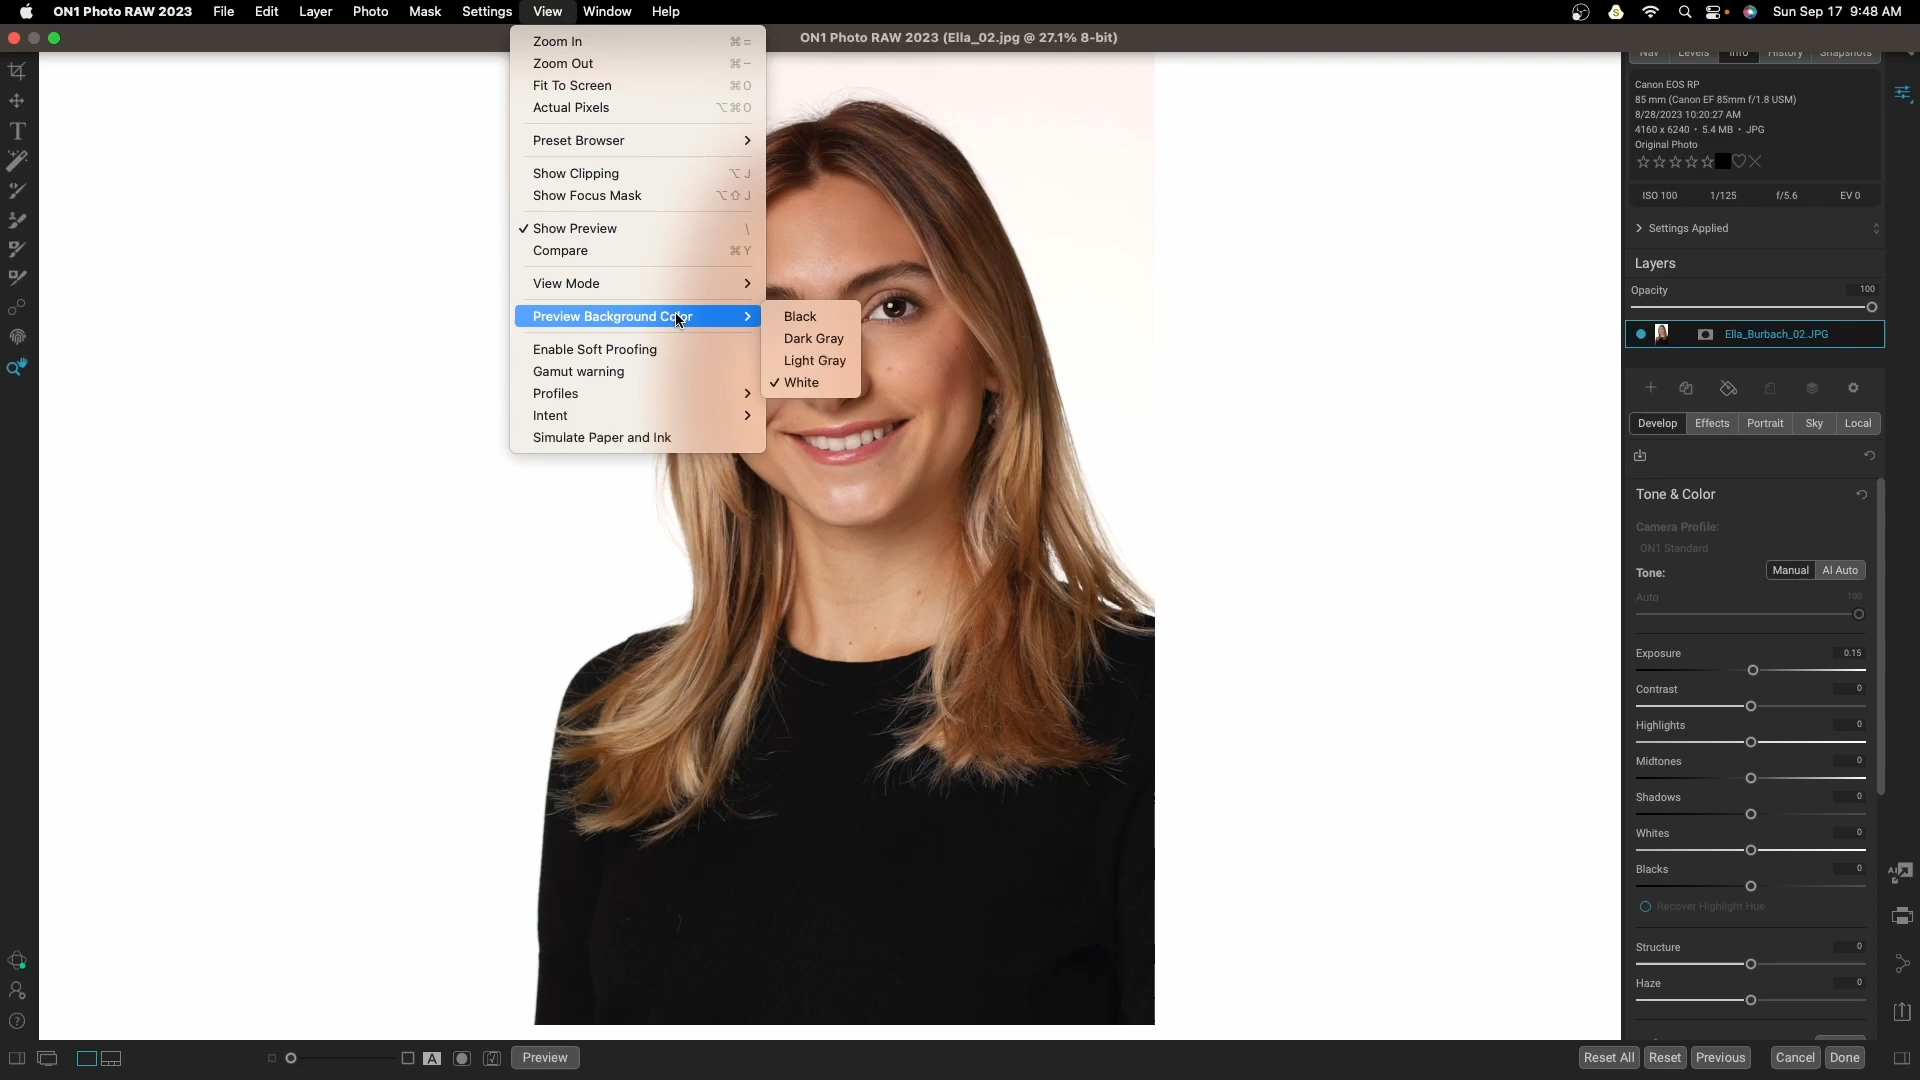 ON1 Photo RAW 2023 File Edit Layer Photo Mask Settings View Window Help Sun Sep 17 9:48 AM
ON1 Photo RAW 2023 (Ella_02.jpg @ 27.1% 8-bit)
Zoom In ⌘=
Zoom Out ⌘−
Fit To Screen ⌘0
Actual Pixels ⌥⌘0
Preset Browser
Show Clipping ⌥J
Show Focus Mask ⌥⇧J
✓ Show Preview \
Compare ⌘Y
View Mode
Preview Background Color
Black
Dark Gray
Light Gray
✓ White
Enable Soft Proofing
Gamut warning
Profiles
Intent
Simulate Paper and Ink
Nav Levels Info History Snapshots
Canon EOS RP
85 mm (Canon EF 85mm f/1.8 USM)
8/28/2023 10:20:27 AM
4160 x 6240 • 5.4 MB • JPG
Original Photo
ISO 100 1/125 f/5.6 EV 0
Settings Applied
Layers
Opacity 100
Ella_Burbach_02.JPG
Develop Effects Portrait Sky Local
Tone & Color
Camera Profile:
ON1 Standard
Tone: Manual AI Auto
Auto 100
Exposure 0.15
Contrast 0
Highlights 0
Midtones 0
Shadows 0
Whites 0
Blacks 0
Recover Highlight Hue
Structure 0
Haze 0
AI
A Preview Reset All Reset Previous Cancel Done